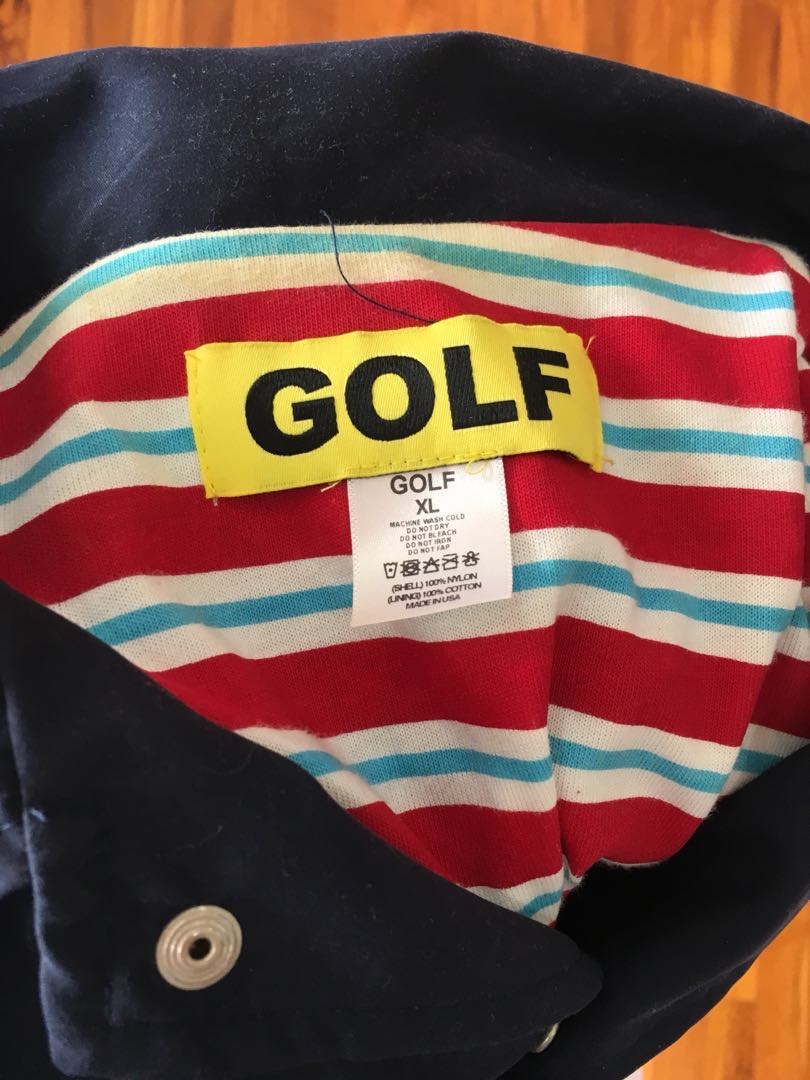 GOLF
GOLF
XL
MACHINE WASH COLD
DO NOT DRY
DO NOT BLEACH
DO NOT IRON
DO NOT FAP
(SHELL) 100% NYLON
(LINING) 100% COTTON
MADE IN USA